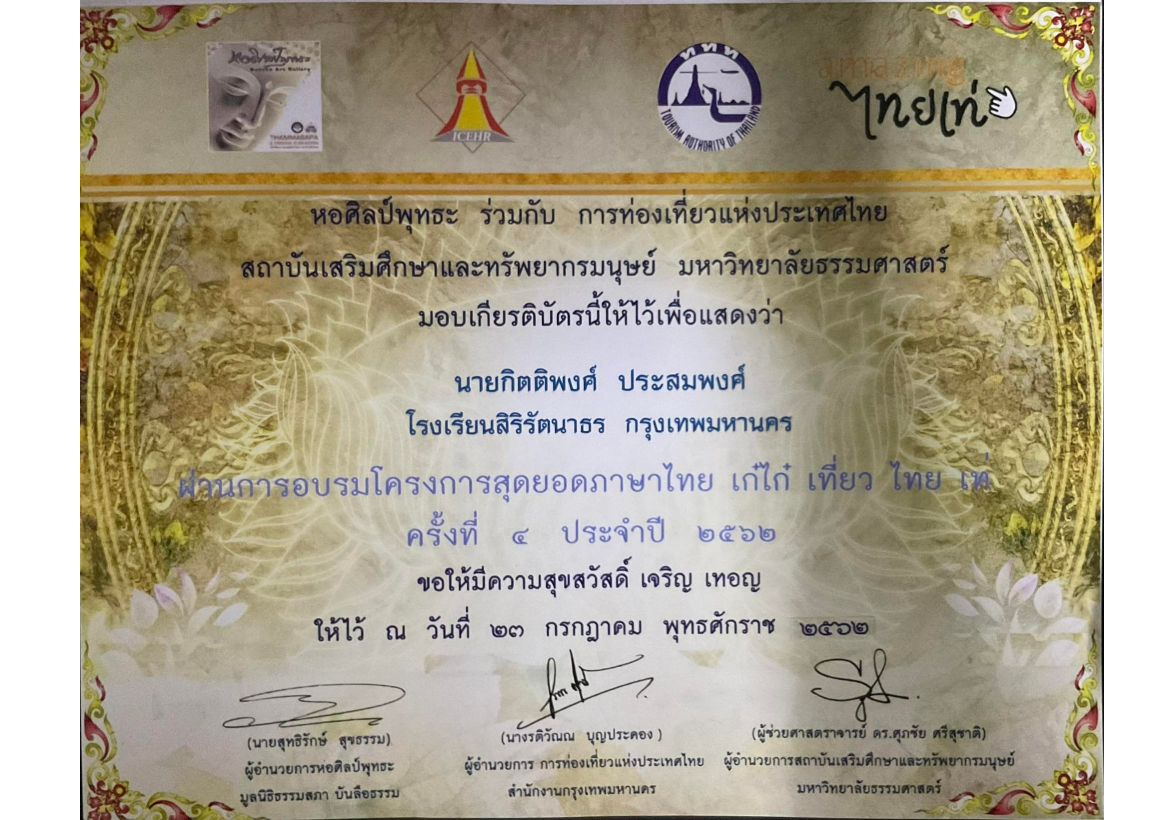 หอศิลป์พุทธะ
Buddha Art Gallery
THAMMASAPA
ICEHR
ททท
TOURISM AUTHORITY OF THAILAND
ไทยเท่
หอศิลป์พุทธะ ร่วมกับ การท่องเที่ยวแห่งประเทศไทย
สถาบันเสริมศึกษาและทรัพยากรมนุษย์ มหาวิทยาลัยธรรมศาสตร์
มอบเกียรติบัตรนี้ให้ไว้เพื่อแสดงว่า
นายกิตติพงศ์ ประสมพงศ์
โรงเรียนสิริรัตนาธร กรุงเทพมหานคร
ผ่านการอบรมโครงการสุดยอดภาษาไทย เก๋ไก๋ เที่ยว ไทย เท่
ครั้งที่ ๔ ประจำปี ๒๕๖๒
ขอให้มีความสุขสวัสดิ์ เจริญ เทอญ
ให้ไว้ ณ วันที่ ๒๓ กรกฎาคม พุทธศักราช ๒๕๖๒
(นายสุทธิรักษ์ สุขธรรม) (นางรติวัณณ บุญประคอง ) (ผู้ช่วยศาสตราจารย์ ดร.ศุภชัย ศรีสุชาติ)
ผู้อำนวยการหอศิลป์พุทธะ ผู้อำนวยการ การท่องเที่ยวแห่งประเทศไทย ผู้อำนวยการสถาบันเสริมศึกษาและทรัพยากรมนุษย์
มูลนิธิธรรมสภา บันลือธรรม สำนักงานกรุงเทพมหานคร มหาวิทยาลัยธรรมศาสตร์